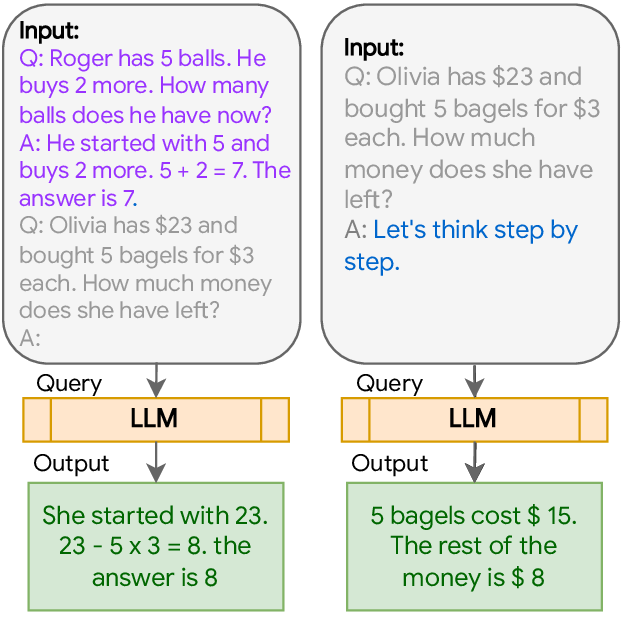 Input:
Q: Roger has 5 balls. He
buys 2 more. How many
balls does he have now?
A: He started with 5 and
buys 2 more. 5 + 2 = 7. The
answer is 7.
Q: Olivia has $23 and
bought 5 bagels for $3
each. How much money
does she have left?
A:
Query
LLM
Output
She started with 23.
23 - 5 x 3 = 8. the
answer is 8
Input:
Q: Olivia has $23 and
bought 5 bagels for $3
each. How much
money does she have
left?
A: Let's think step by
step.
Query
LLM
Output
5 bagels cost $ 15.
The rest of the
money is $ 8